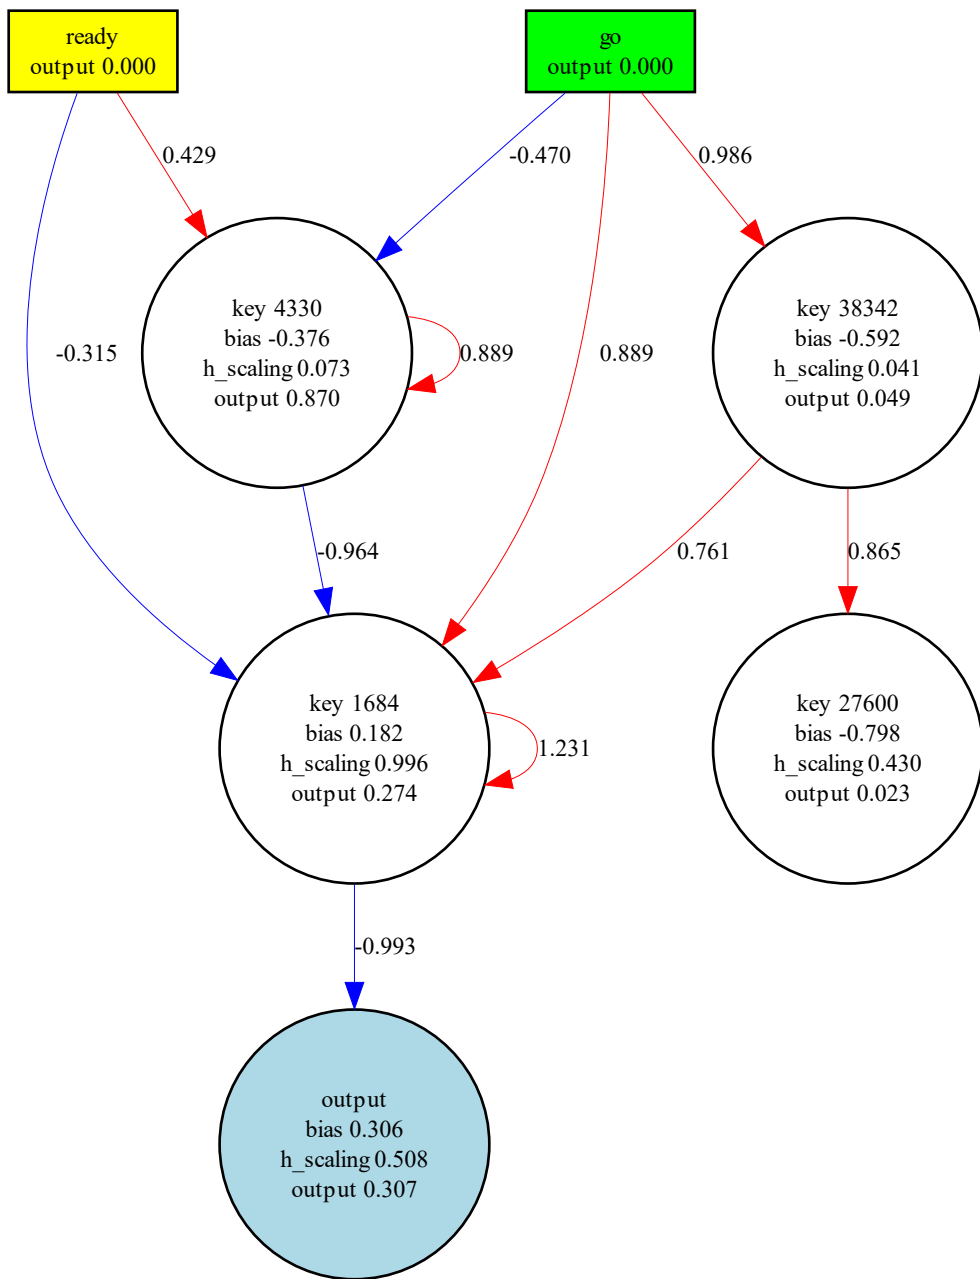 ready
output 0.000
go
output 0.000
0.429
-0.470
0.986
key 4330
bias -0.376
h_scaling 0.073
output 0.870
key 38342
bias -0.592
h_scaling 0.041
output 0.049
-0.315
0.889
0.889
-0.964
0.761
0.865
key 1684
bias 0.182
h_scaling 0.996
output 0.274
1.231
key 27600
bias -0.798
h_scaling 0.430
output 0.023
-0.993
output
bias 0.306
h_scaling 0.508
output 0.307